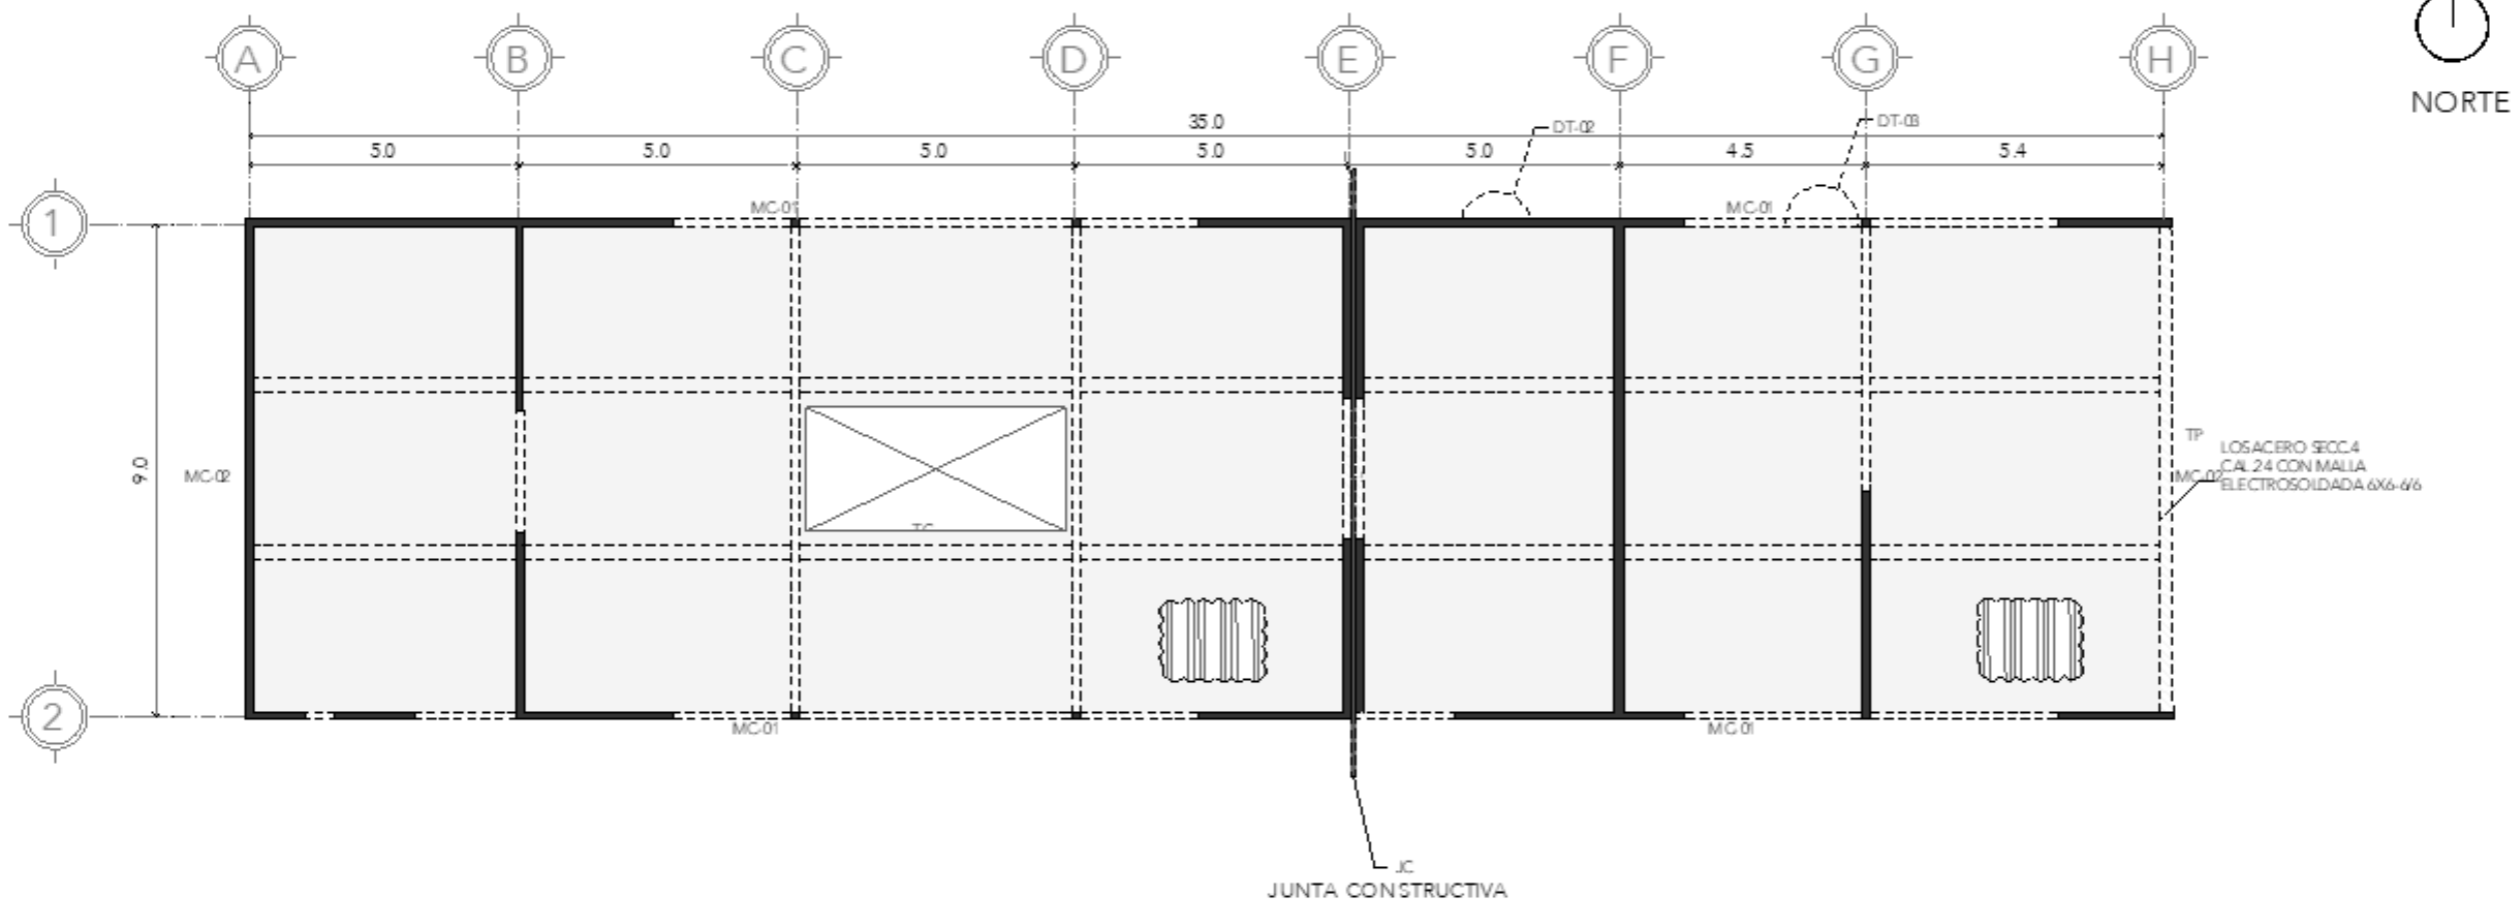 A B C D E F G H
NORTE
35.0
DT-02
DT-03
5.0 5.0 5.0 5.0 5.0 4.5 5.4
1
MC-01
MC-01
9.0
MC-02
TP
LOSACERO SECC.4
CAL 24 CON MALLA
MC-02
ELECTROSOLDADA 6X6-6/6
2
MC-01
MC-01
JC
JUNTA CONSTRUCTIVA